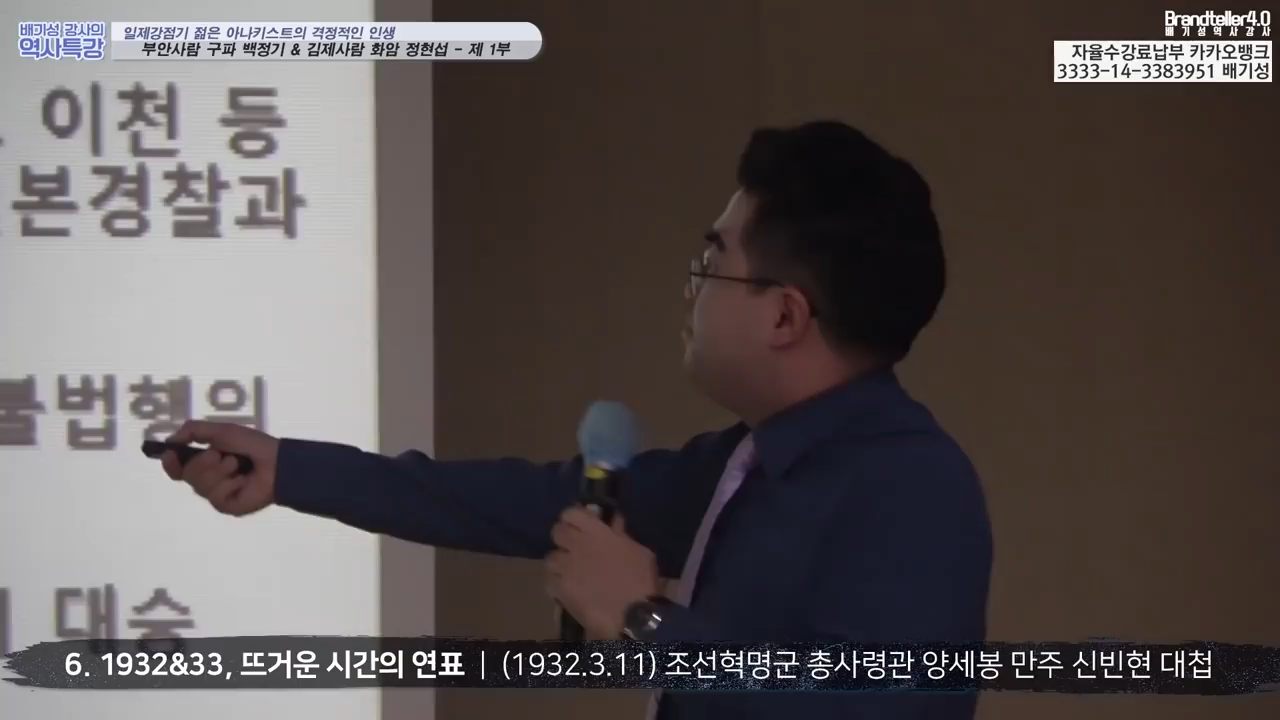 배기성 강사의
역사특강
일제강점기 젊은 아나키스트의 격정적인 인생
부안사람 구파 백정기 & 김제사람 화암 정현섭 - 제 1부
Brandteller4.0
배기성역사강사
자율수강료납부 카카오뱅크
3333-14-3383951 배기성
이천 등
본경찰과
불법행의
대승
6. 1932&33, 뜨거운 시간의 연표 | (1932.3.11) 조선혁명군 총사령관 양세봉 만주 신빈현 대첩